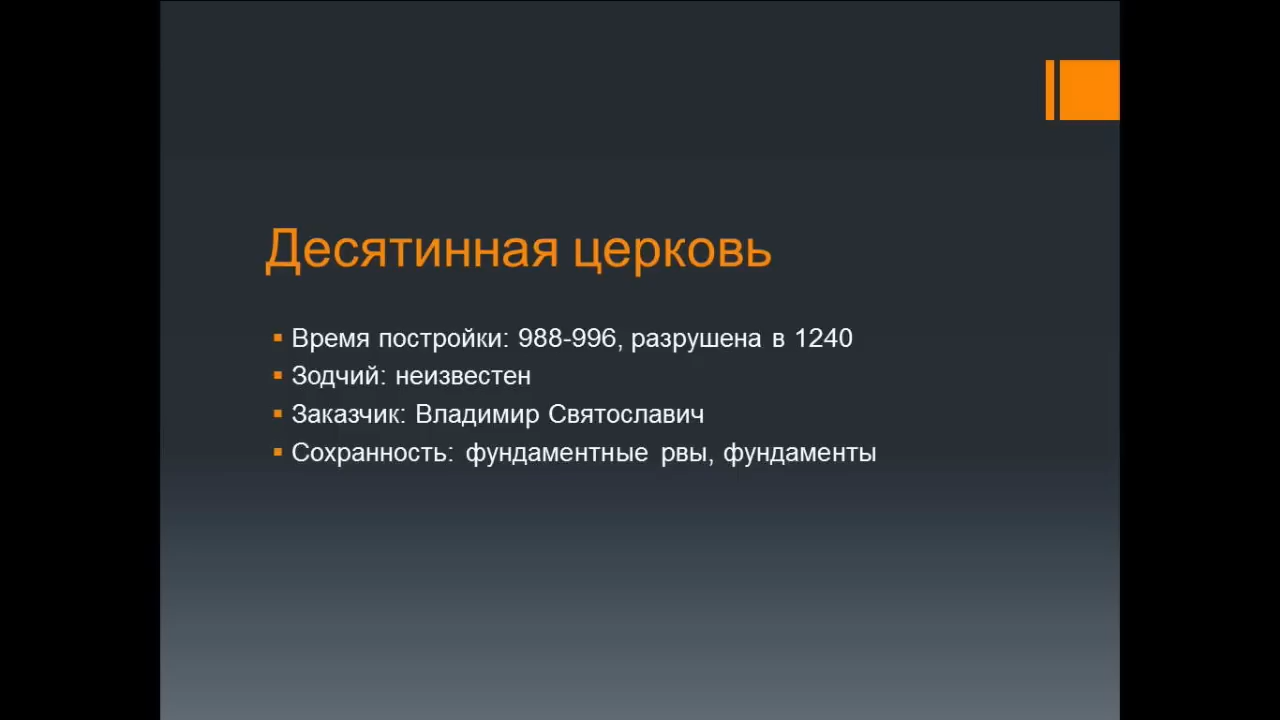 Десятинная церковь
Время постройки: 988-996, разрушена в 1240
Зодчий: неизвестен
Заказчик: Владимир Святославич
Сохранность: фундаментные рвы, фундаменты